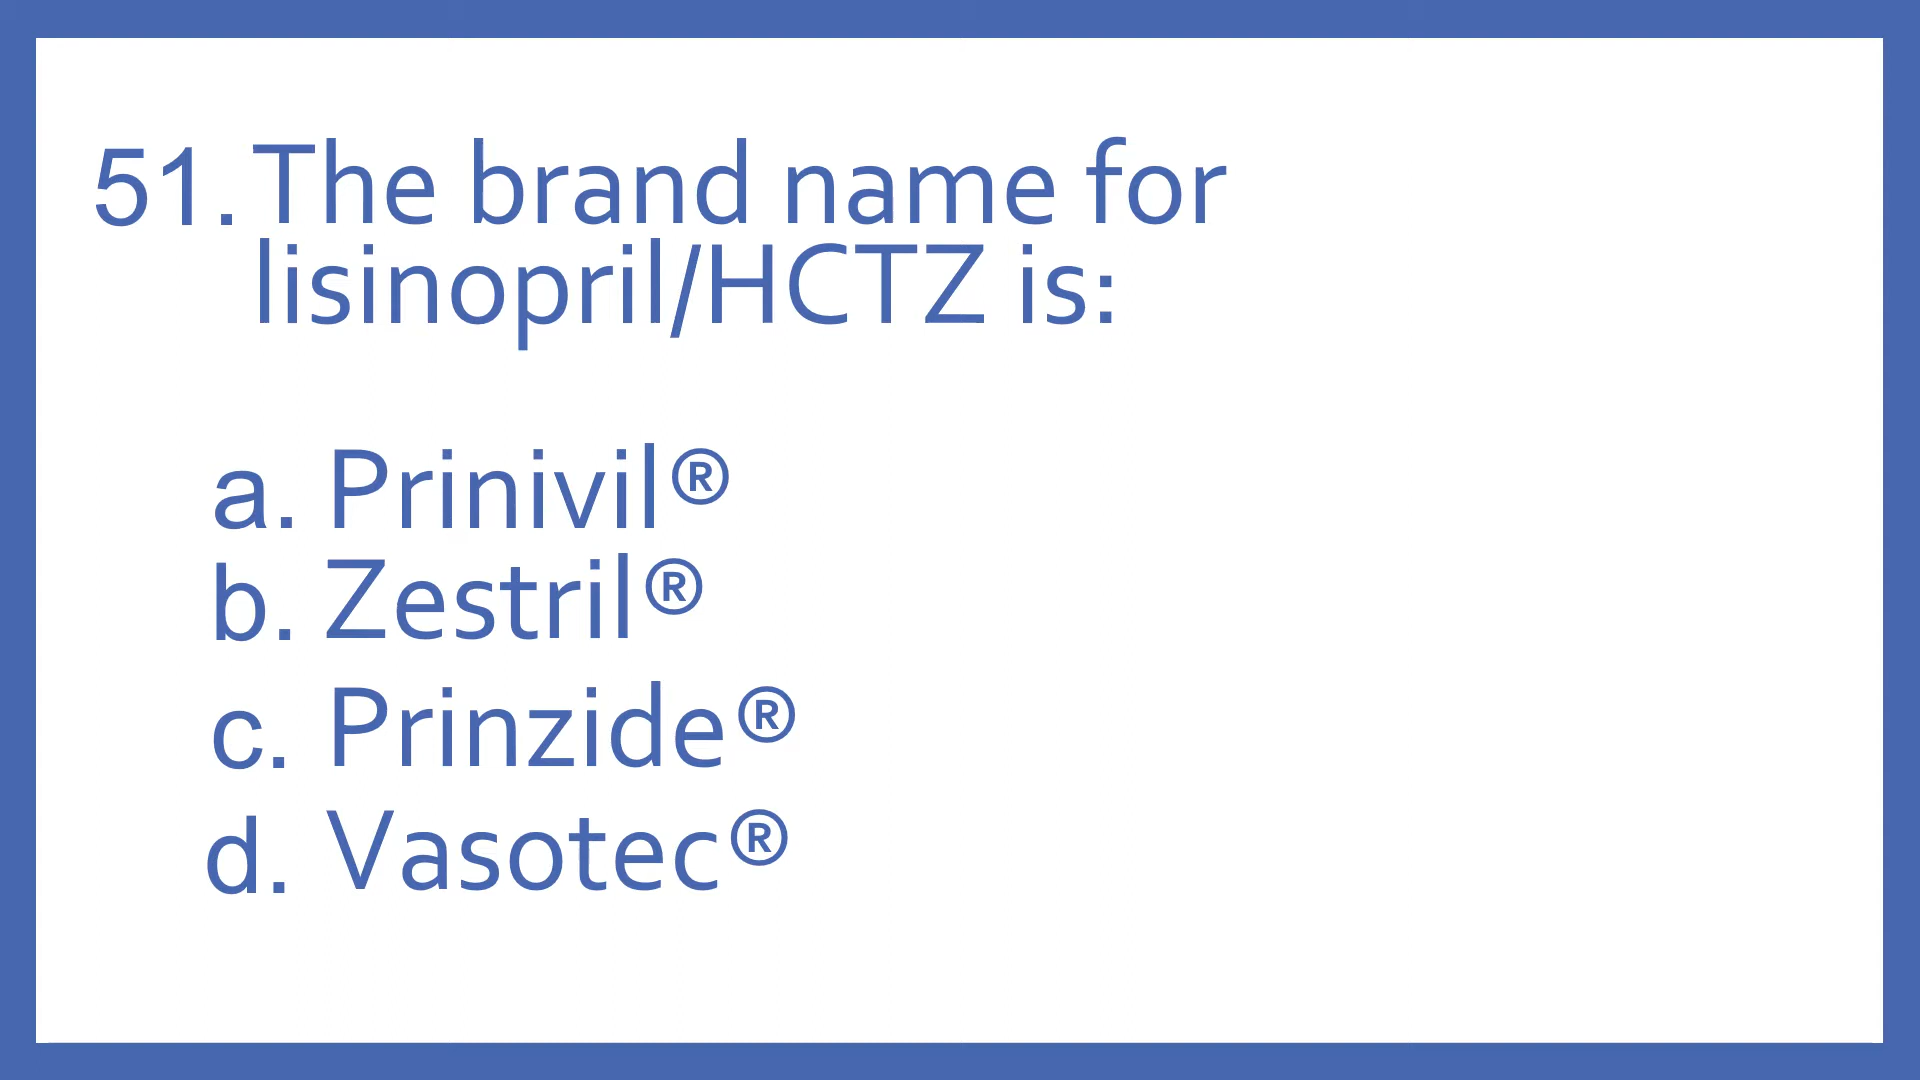 51. The brand name for
lisinopril/HCTZ is:
a. Prinivil®
b. Zestril®
c. Prinzide®
d. Vasotec®